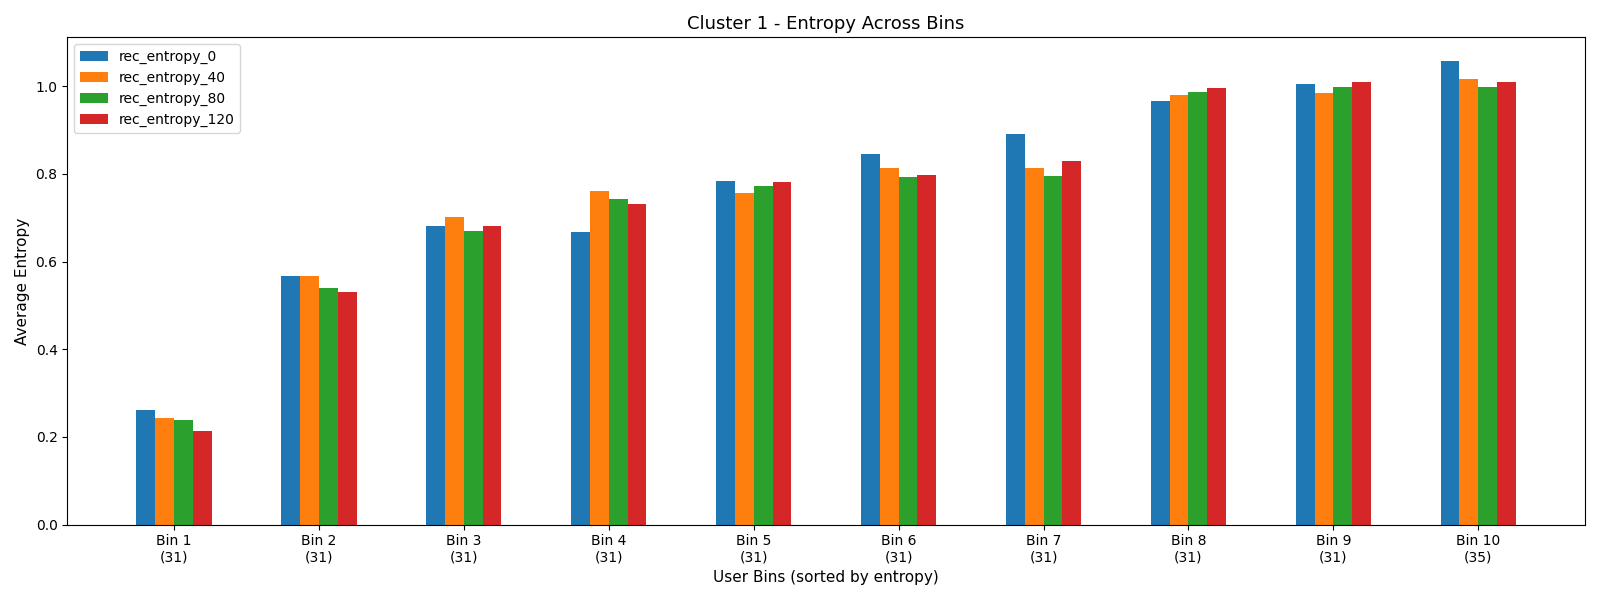 Cluster 1 - Entropy Across Bins
rec_entropy_0
rec_entropy_40
rec_entropy_80
rec_entropy_120
Average Entropy
1.0
0.8
0.6
0.4
0.2
0.0
Bin 1
(31)
Bin 2
(31)
Bin 3
(31)
Bin 4
(31)
Bin 5
(31)
Bin 6
(31)
Bin 7
(31)
Bin 8
(31)
Bin 9
(31)
Bin 10
(35)
User Bins (sorted by entropy)